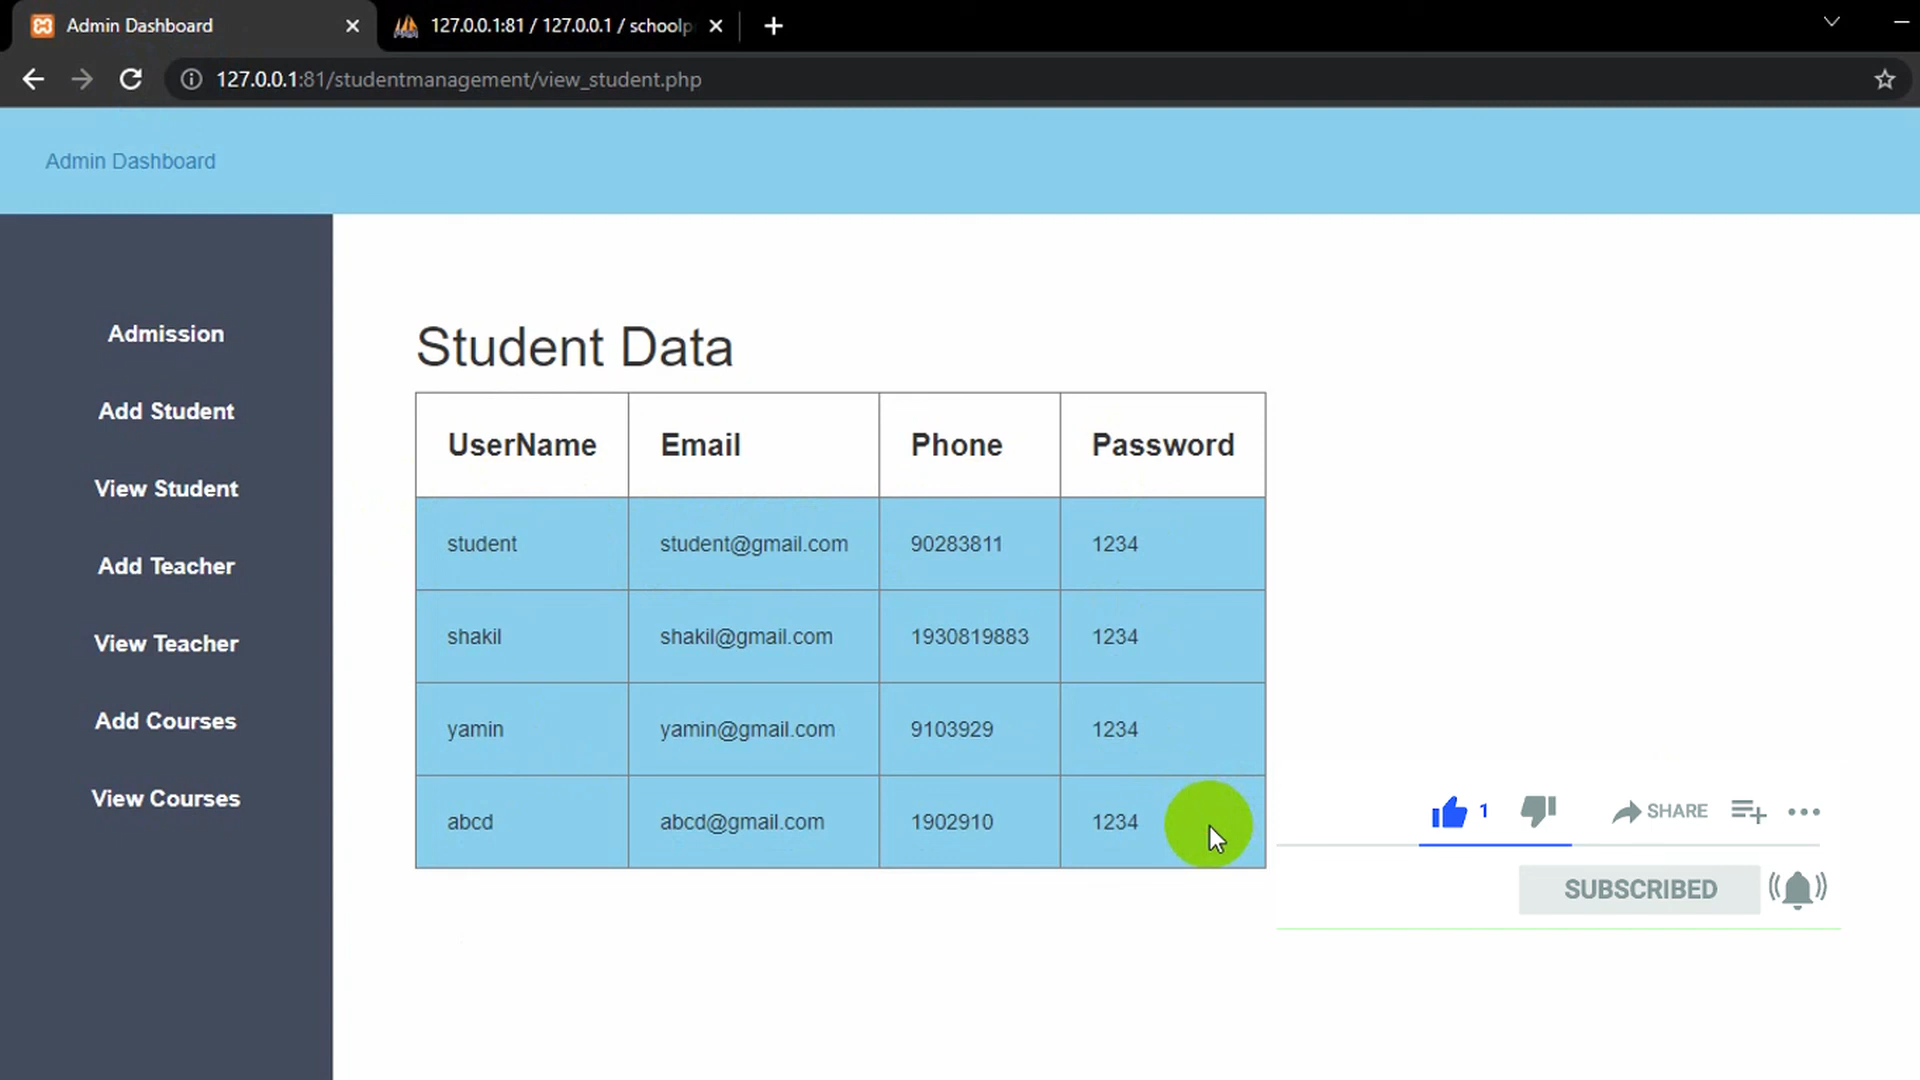 Admin Dashboard
127.0.0.1:81 / 127.0.0.1 / schoolp
127.0.0.1:81/studentmanagement/view_student.php
Admin Dashboard
Admission
Add Student
View Student
Add Teacher
View Teacher
Add Courses
View Courses
Student Data
UserName Email Phone Password
student student@gmail.com 90283811 1234
shakil shakil@gmail.com 1930819883 1234
yamin yamin@gmail.com 9103929 1234
abcd abcd@gmail.com 1902910 1234
1 SHARE
SUBSCRIBED